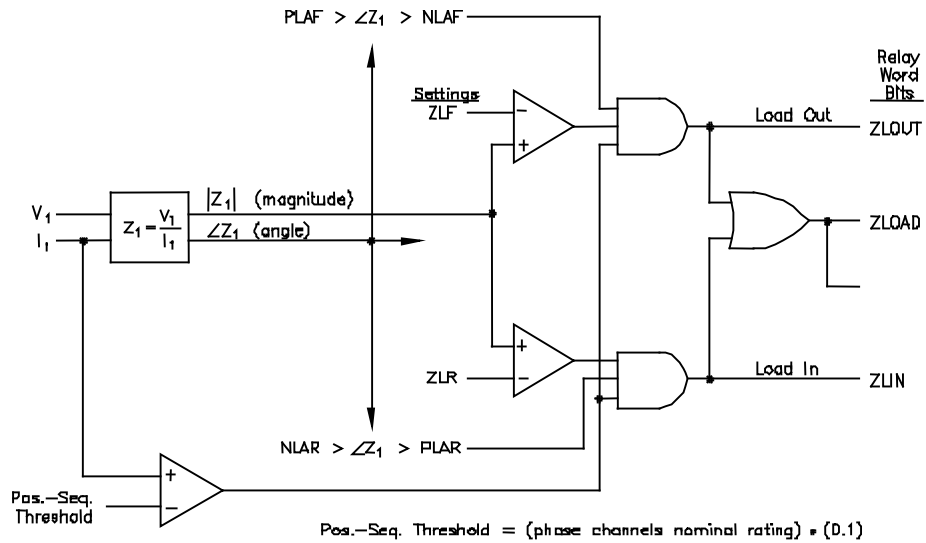 PLAF > ∠Z₁ > NLAF
Relay
Word
Bits
Settings
ZLF
−
+
Load Out
ZLOUT
|Z₁| (magnitude)
V₁
I₁
Z₁ = V₁ / I₁
∠Z₁ (angle)
ZLOAD
+
−
ZLR
Load In
ZLIN
NLAR > ∠Z₁ > PLAR
+
−
Pos.−Seq.
Threshold
Pos.−Seq. Threshold = (phase channels nominal rating) * (0.1)